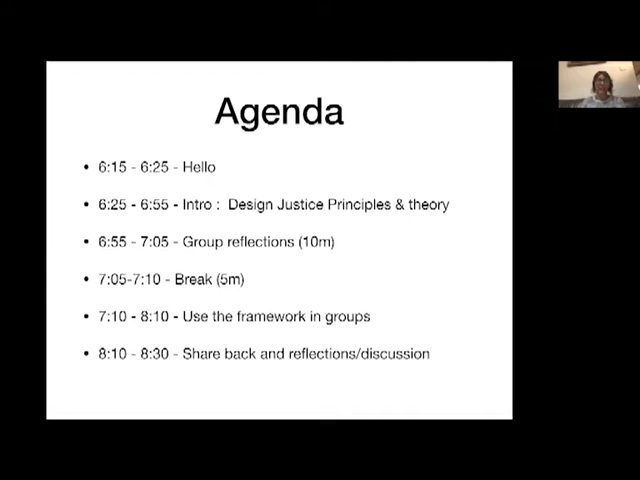 Agenda
• 6:15 - 6:25 - Hello
• 6:25 - 6:55 - Intro : Design Justice Principles & theory
• 6:55 - 7:05 - Group reflections (10m)
• 7:05-7:10 - Break (5m)
• 7:10 - 8:10 - Use the framework in groups
• 8:10 - 8:30 - Share back and reflections/discussion